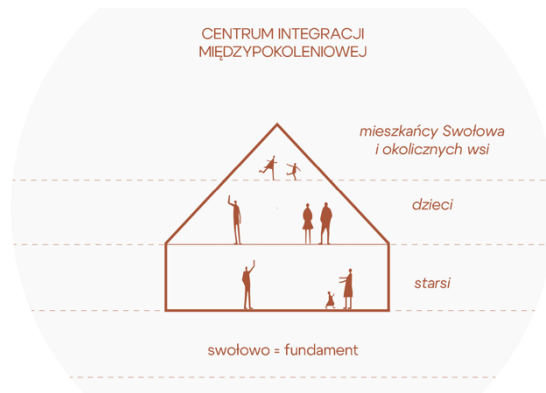 CENTRUM INTEGRACJI
MIĘDZYPOKOLENIOWEJ
mieszkańcy Swołowa
i okolicznych wsi
dzieci
starsi
swołowo = fundament